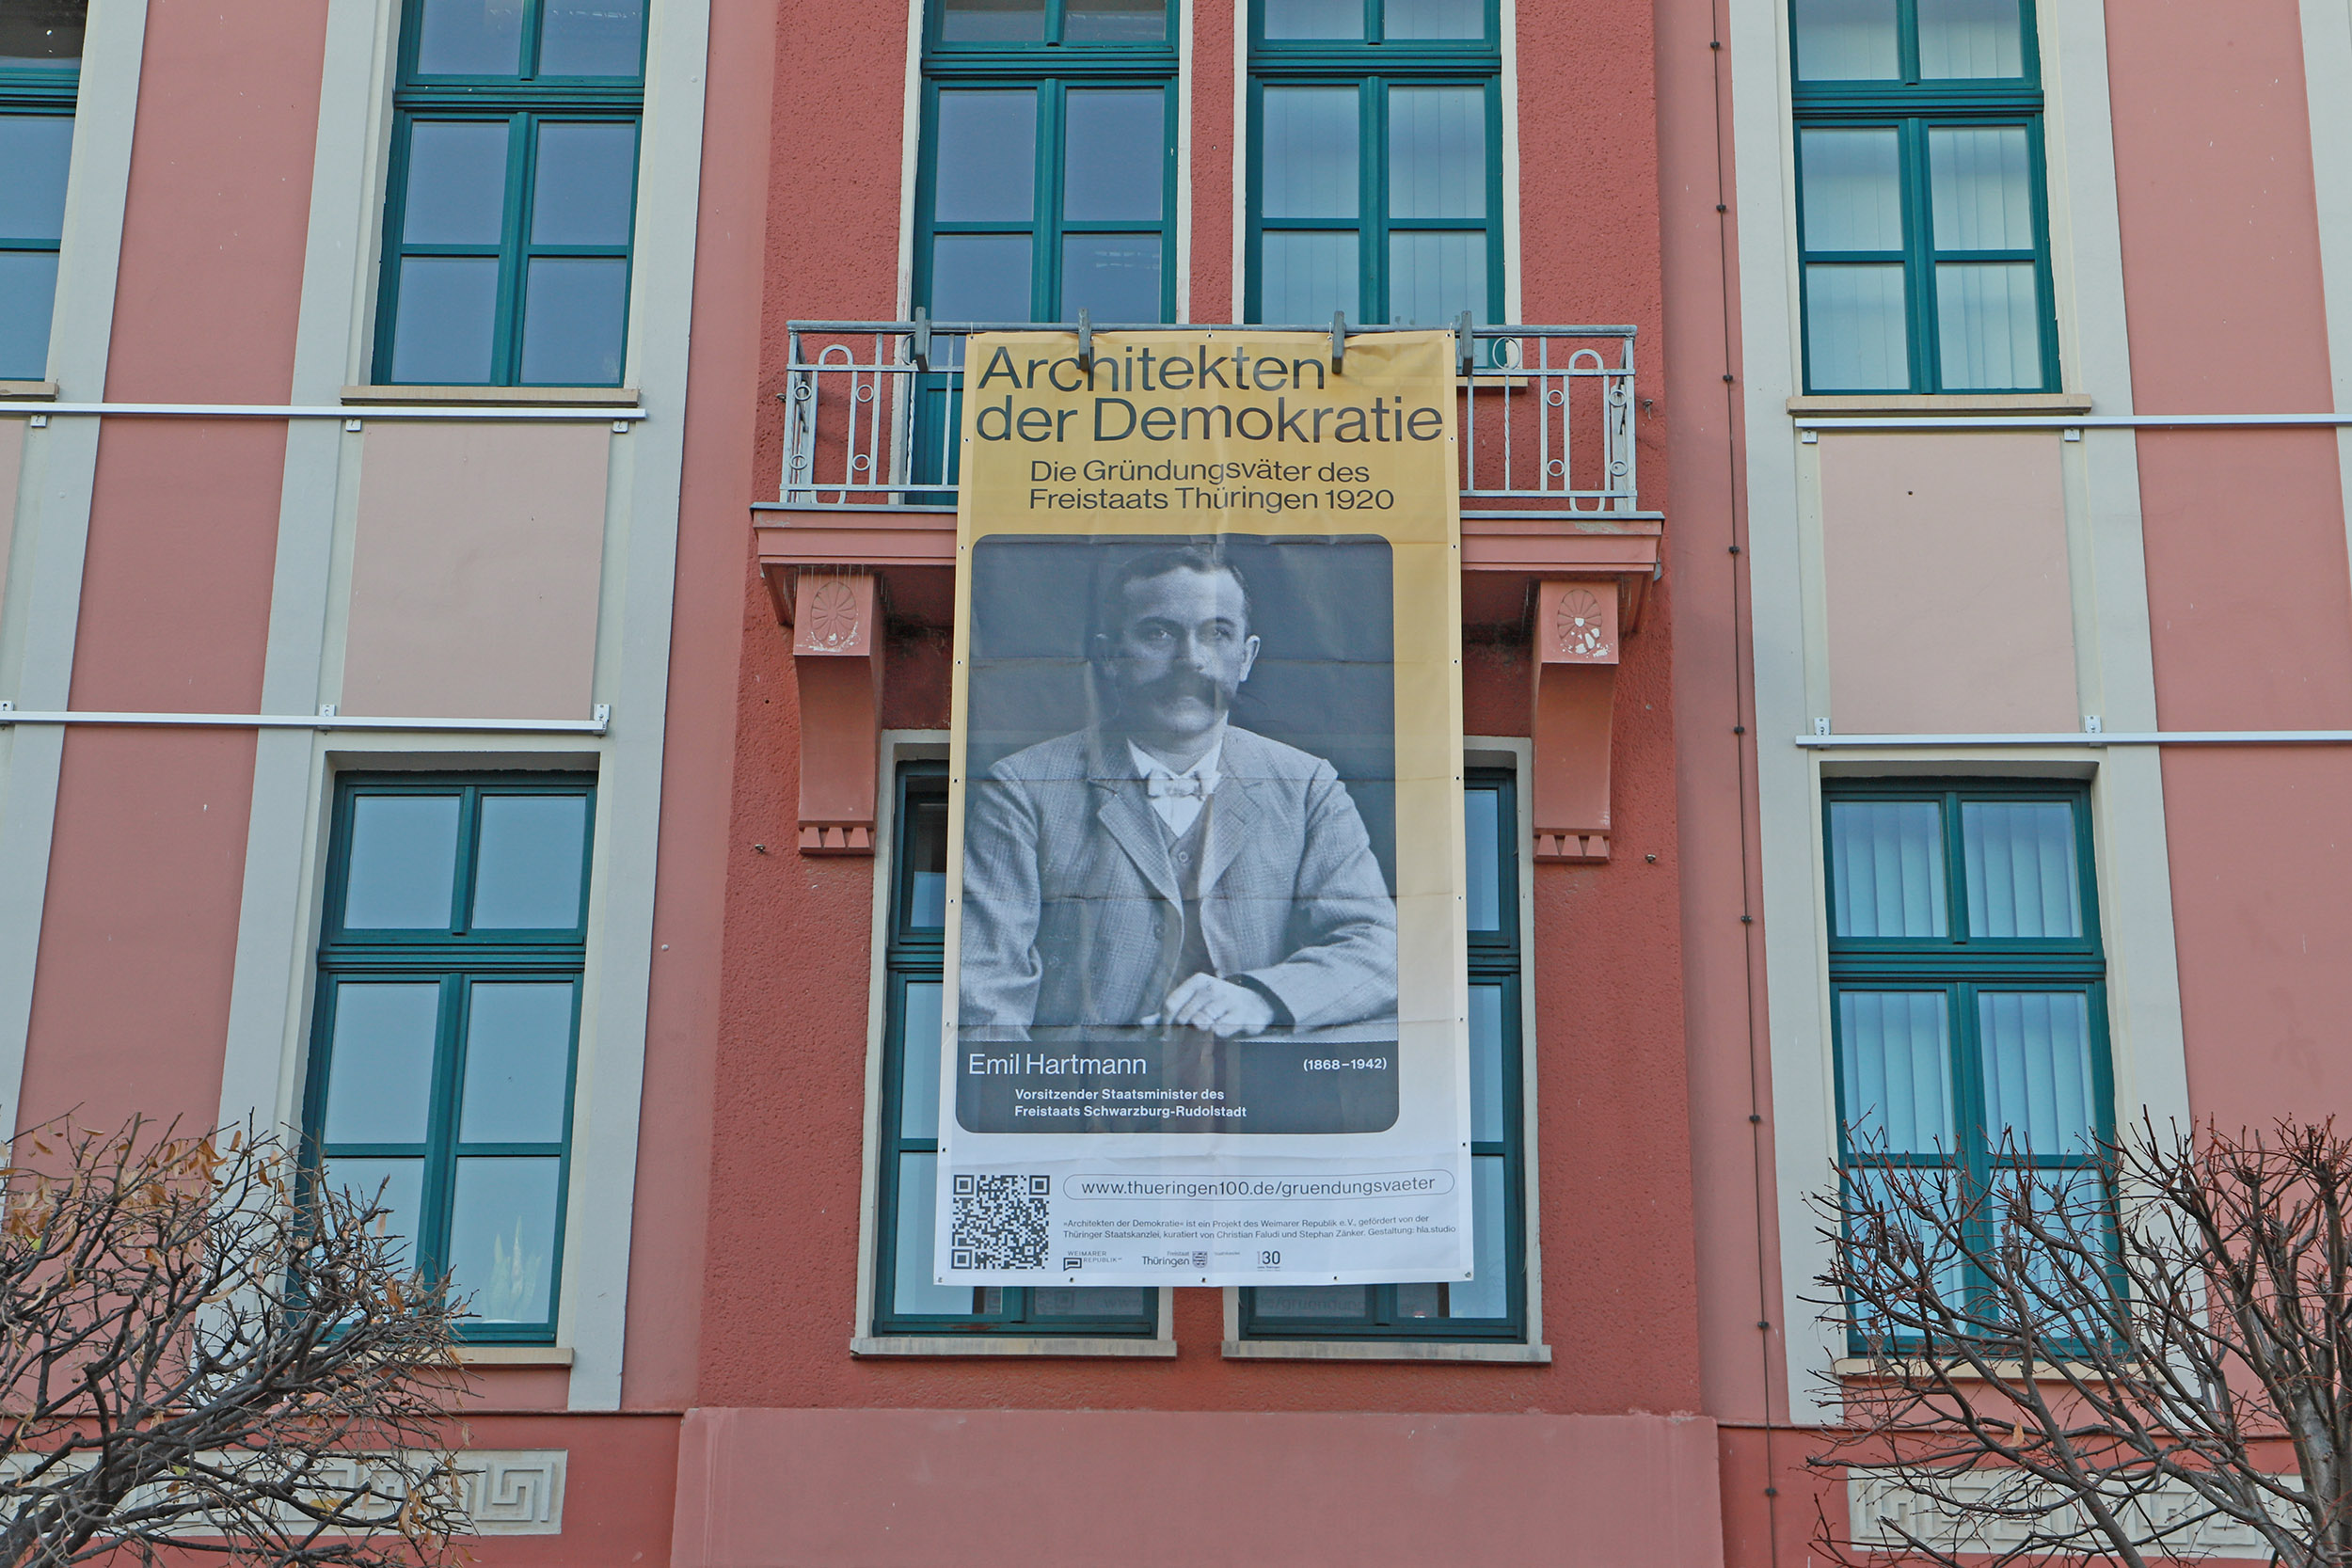 Architekten
der Demokratie
Die Gründungsväter des
Freistaats Thüringen 1920
Emil Hartmann
(1868–1942)
Vorsitzender Staatsminister des
Freistaats Schwarzburg-Rudolstadt
www.thueringen100.de/gruendungsvaeter
»Architekten der Demokratie« ist ein Projekt des Weimarer Republik e.V., gefördert von der
Thüringer Staatskanzlei, kuratiert von Christian Faludi und Stephan Zänker. Gestaltung: hla.studio
WEIMARER
REPUBLIK
Freistaat
Thüringen
30